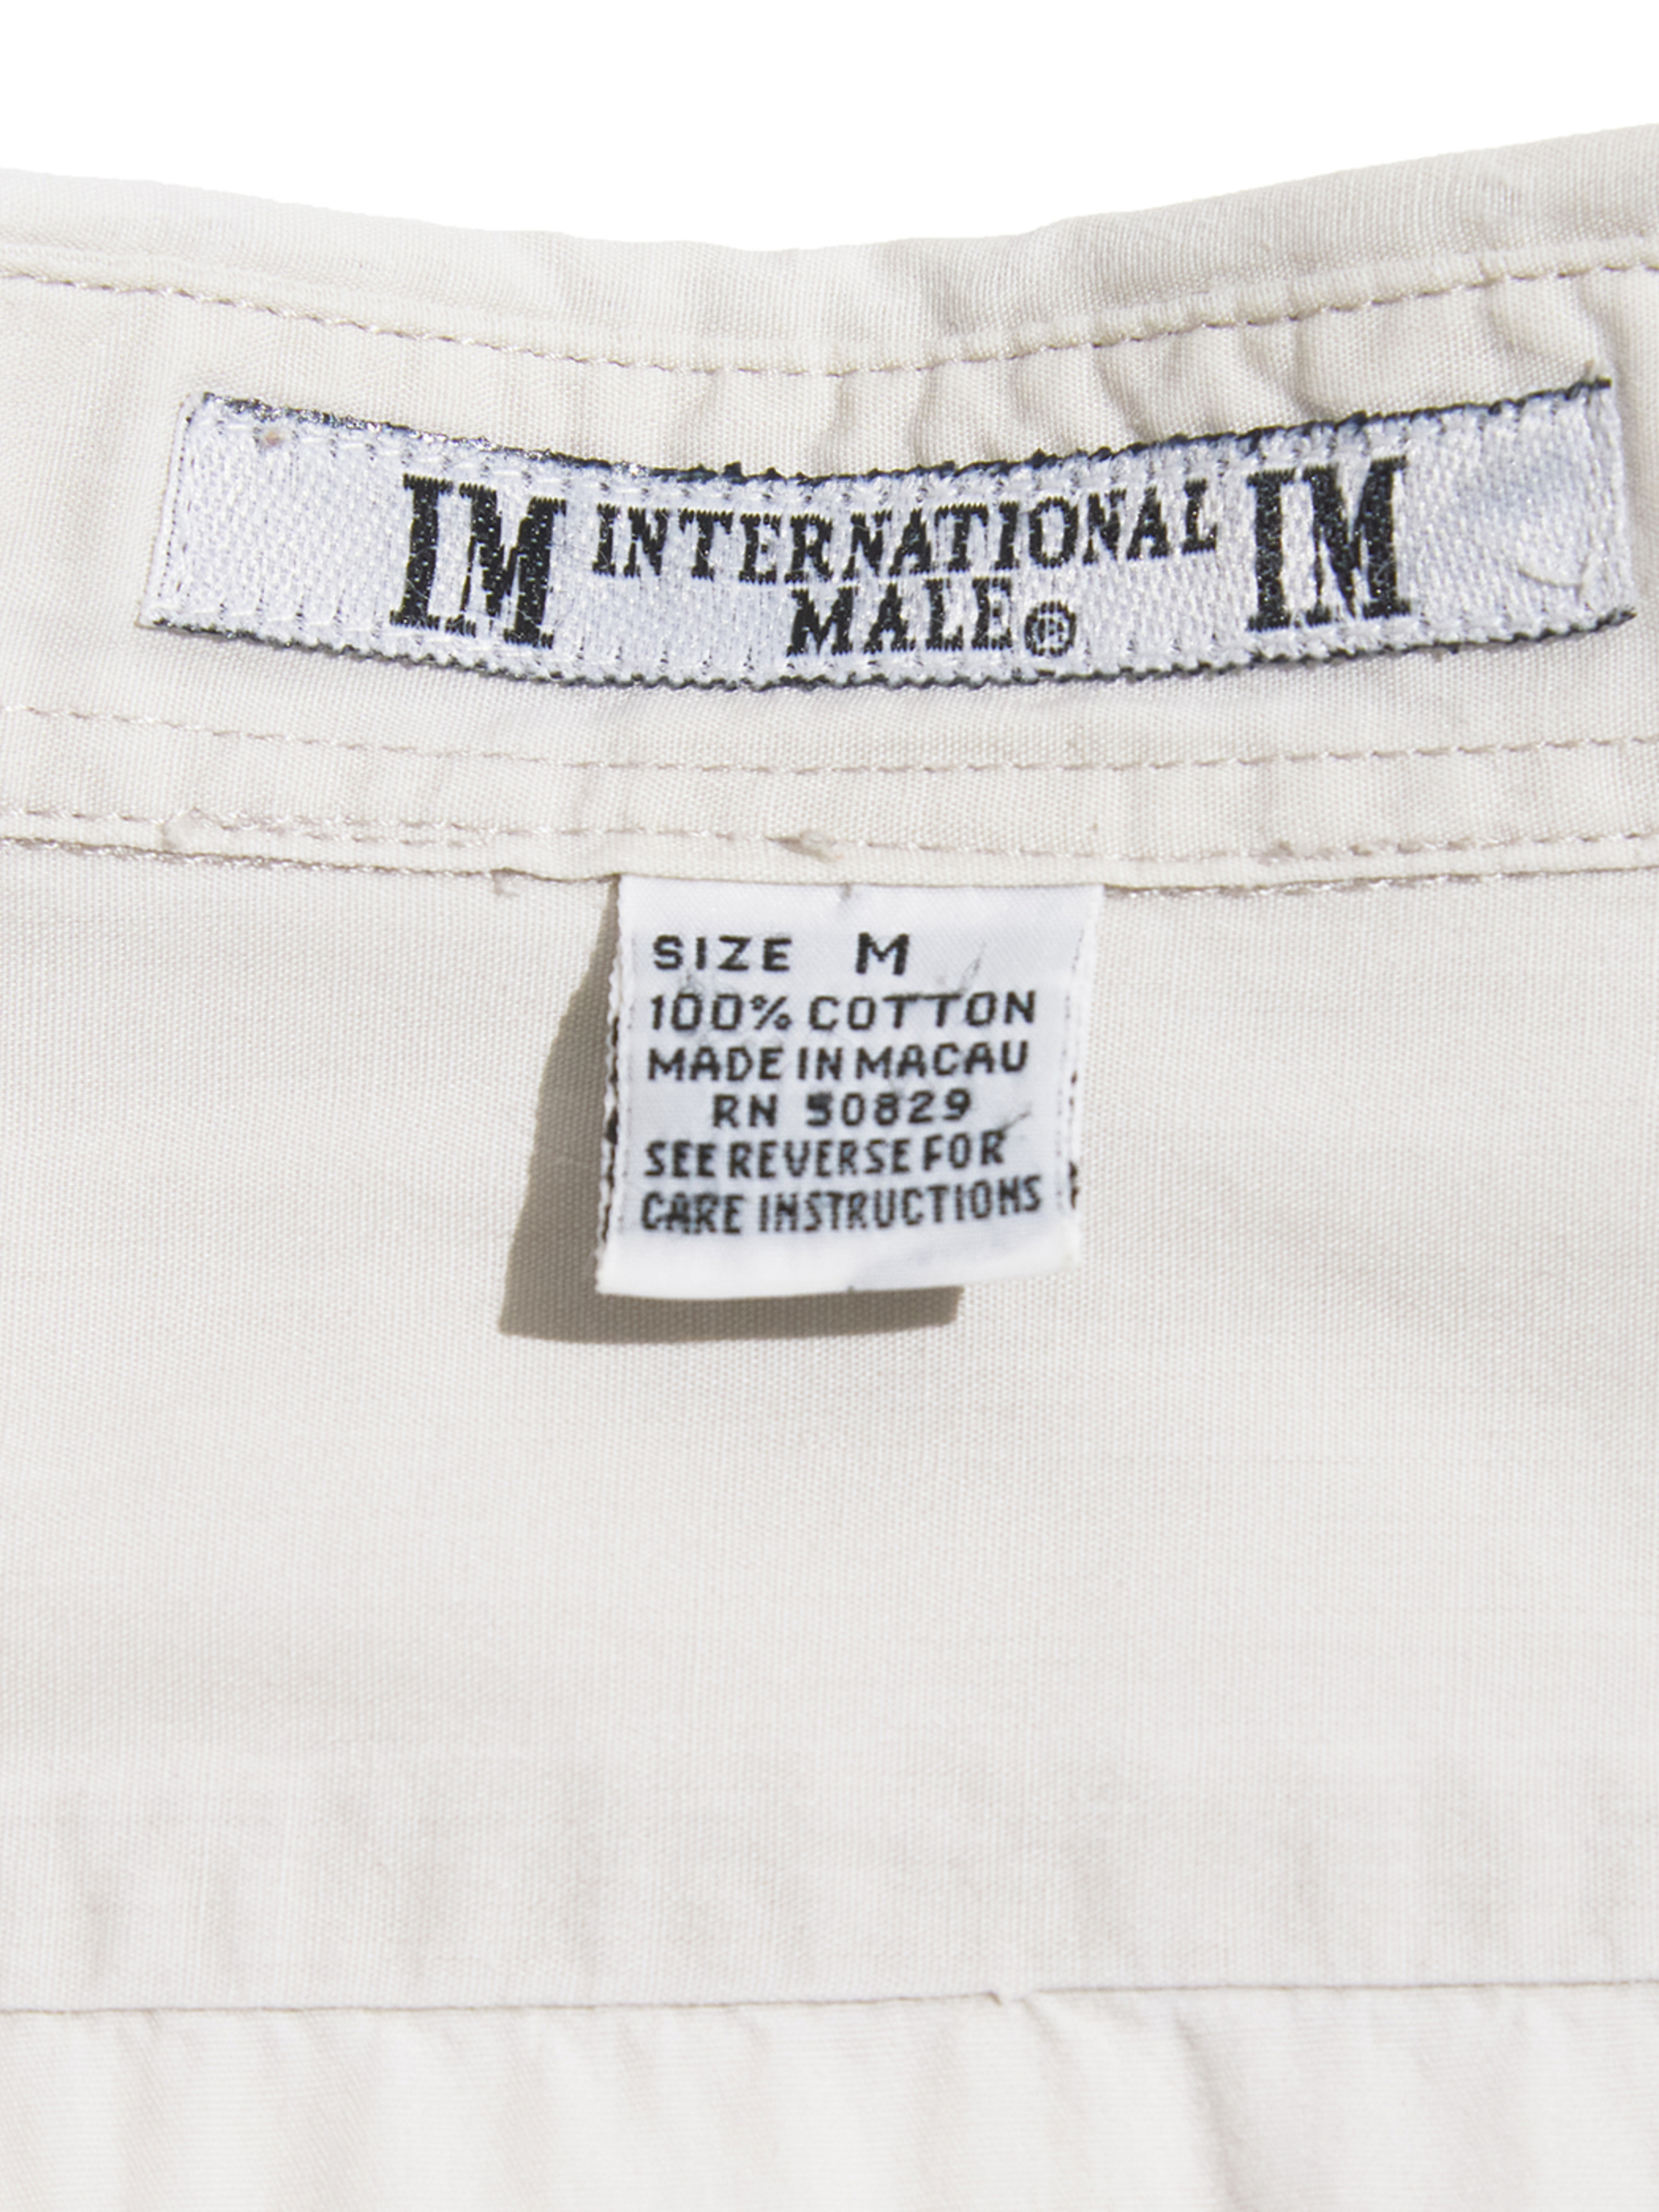 IM INTERNATIONAL IM
MALE®
SIZE M
100% COTTON
MADE IN MACAU
RN 50829
SEE REVERSE FOR
CARE INSTRUCTIONS